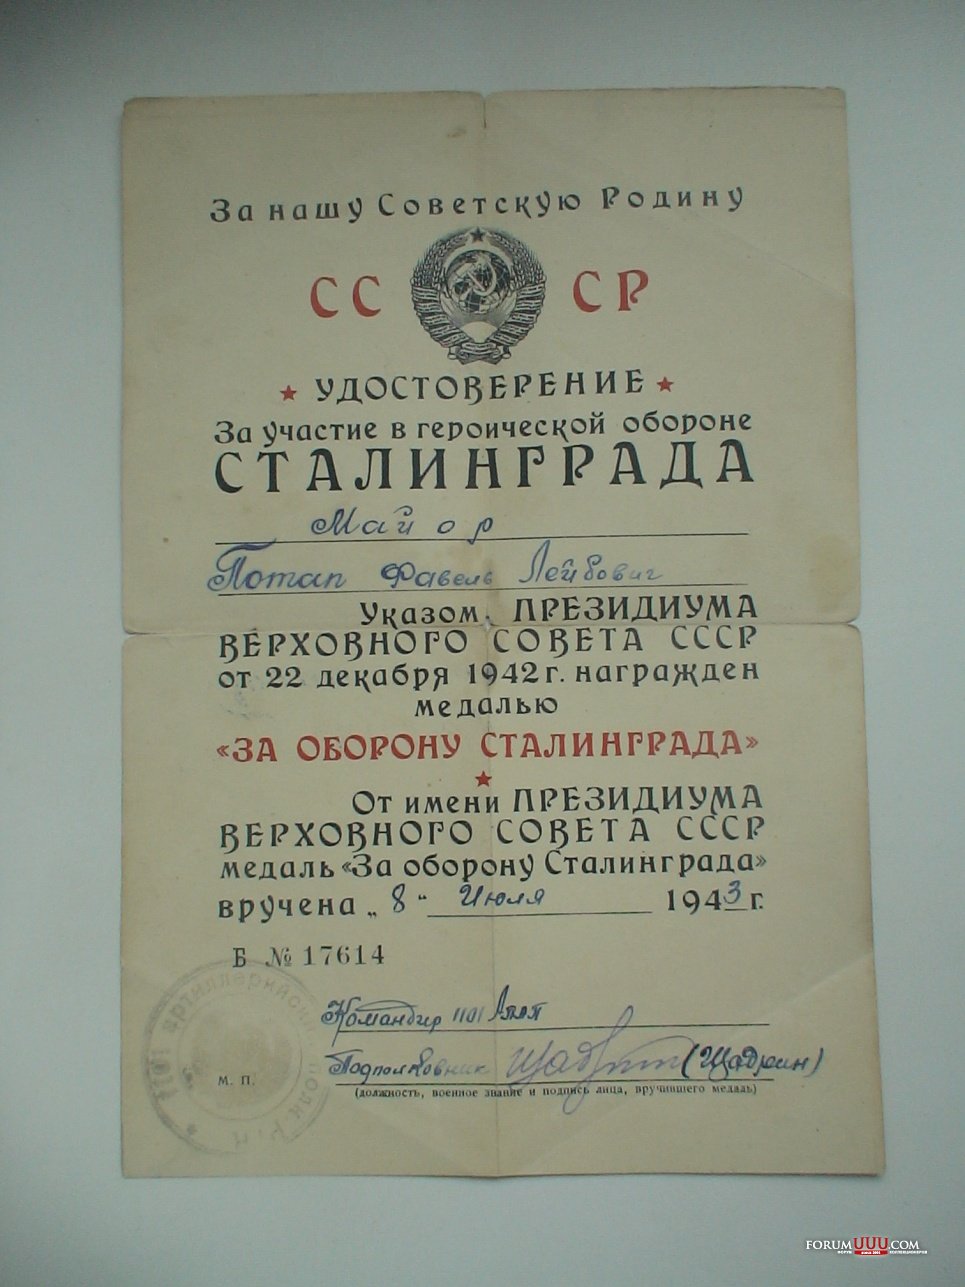 За нашу Советскую Родину
СССР
УДОСТОВЕРЕНИЕ
За участие в героической обороне
СТАЛИНГРАДА
Майор
Потап Фавель Лейбович
Указом ПРЕЗИДИУМА
ВЕРХОВНОГО СОВЕТА СССР
от 22 декабря 1942 г. награжден
медалью
«ЗА ОБОРОНУ СТАЛИНГРАДА»
От имени ПРЕЗИДИУМА
ВЕРХОВНОГО СОВЕТА СССР
медаль «За оборону Сталинграда»
вручена „8" Июля 1943 г.
Б № 17614
Командир 1101
Подполковник (Щадрин)
М. П.
(должность, военное звание и подпись лица, вручившего медаль)
FORUMUUU.COM